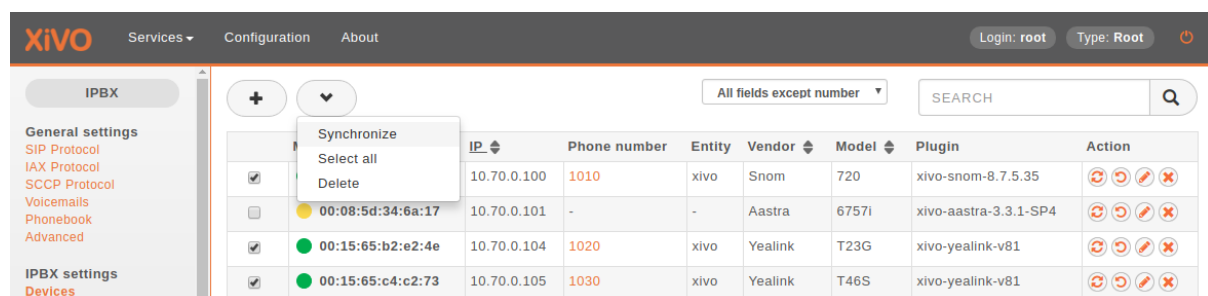 XiVO Services Configuration About Login: root Type: Root
IPBX
General settings
SIP Protocol
IAX Protocol
SCCP Protocol
Voicemails
Phonebook
Advanced
IPBX settings
Devices
All fields except number SEARCH
Synchronize
Select all
Delete
IP Phone number Entity Vendor Model Plugin Action
10.70.0.100 1010 xivo Snom 720 xivo-snom-8.7.5.35
00:08:5d:34:6a:17 10.70.0.101 - - Aastra 6757i xivo-aastra-3.3.1-SP4
00:15:65:b2:e2:4e 10.70.0.104 1020 xivo Yealink T23G xivo-yealink-v81
00:15:65:c4:c2:73 10.70.0.105 1030 xivo Yealink T46S xivo-yealink-v81